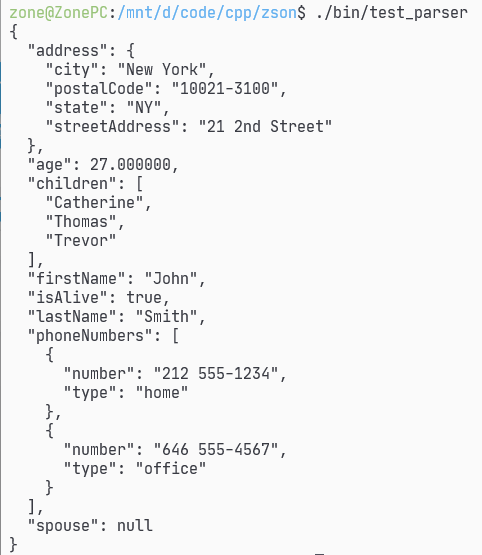 zone@ZonePC:/mnt/d/code/cpp/zson$ ./bin/test_parser
{
  "address": {
    "city": "New York",
    "postalCode": "10021-3100",
    "state": "NY",
    "streetAddress": "21 2nd Street"
  },
  "age": 27.000000,
  "children": [
    "Catherine",
    "Thomas",
    "Trevor"
  ],
  "firstName": "John",
  "isAlive": true,
  "lastName": "Smith",
  "phoneNumbers": [
    {
      "number": "212 555-1234",
      "type": "home"
    },
    {
      "number": "646 555-4567",
      "type": "office"
    }
  ],
  "spouse": null
}